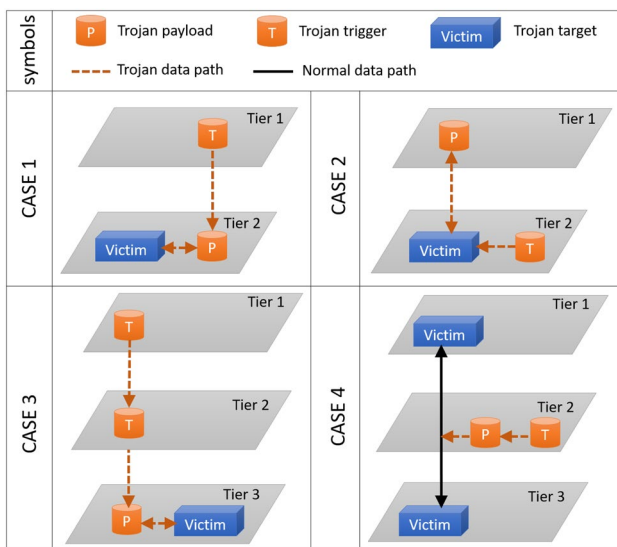 symbols
P Trojan payload T Trojan trigger Victim Trojan target
Trojan data path Normal data path
CASE 1
Tier 1
T
Tier 2
Victim
P
CASE 2
Tier 1
P
Tier 2
Victim
T
CASE 3
Tier 1
T
Tier 2
T
Tier 3
P
Victim
CASE 4
Tier 1
Victim
Tier 2
P
T
Tier 3
Victim